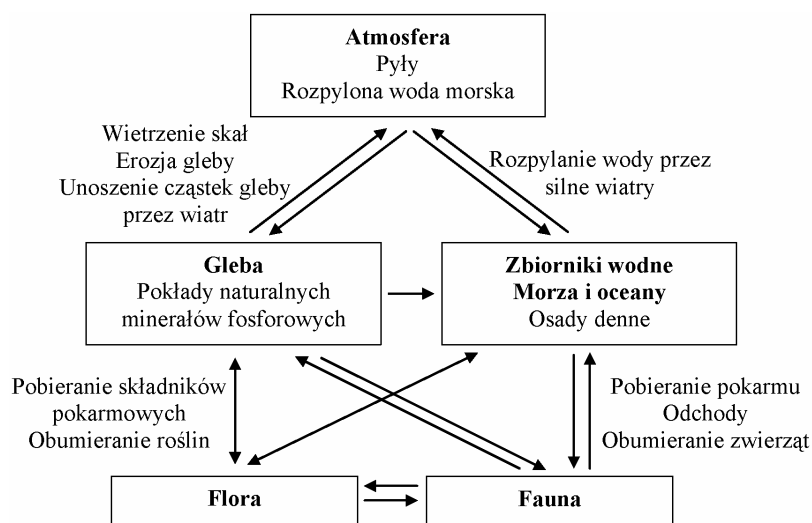 Atmosfera
Pyły
Rozpylona woda morska
Wietrzenie skał
Erozja gleby
Unoszenie cząstek gleby
przez wiatr
Rozpylanie wody przez
silne wiatry
Gleba
Pokłady naturalnych
minerałów fosforowych
Zbiorniki wodne
Morza i oceany
Osady denne
Pobieranie składników
pokarmowych
Obumieranie roślin
Pobieranie pokarmu
Odchody
Obumieranie zwierząt
Flora
Fauna